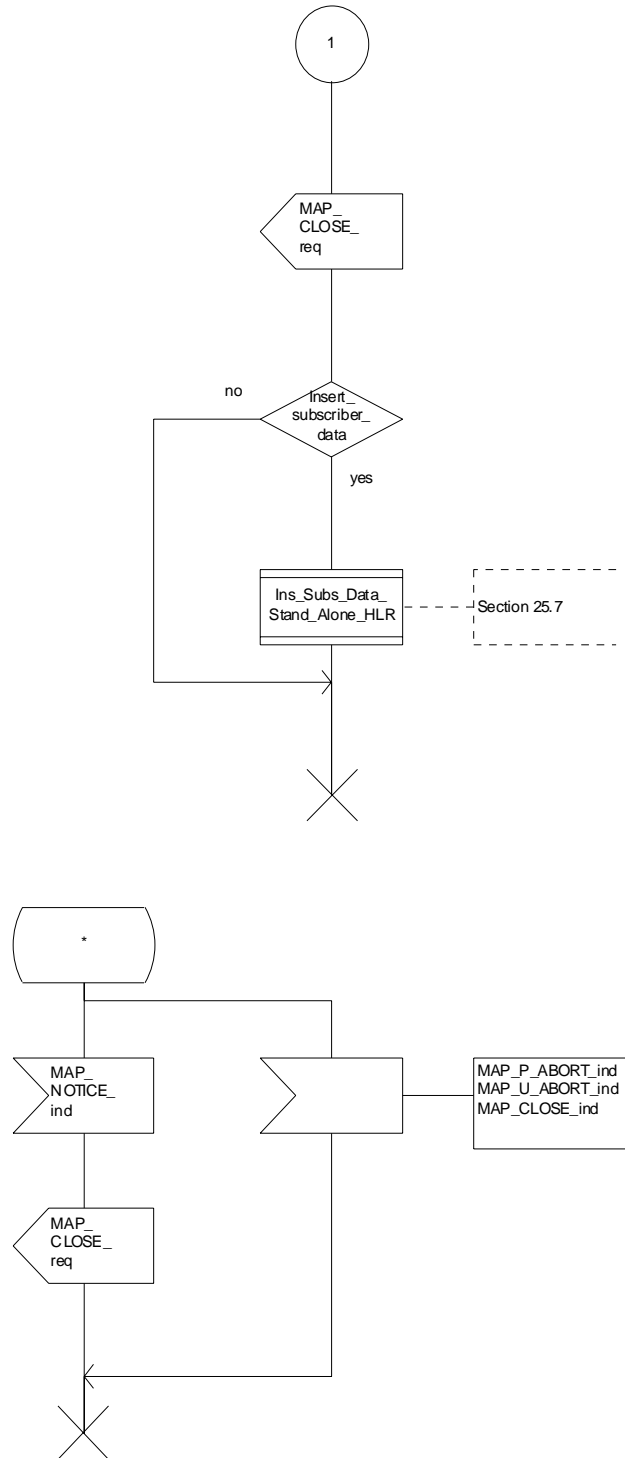 1
MAP_
CLOSE_
req
no
Insert_
subscriber_
data
yes
Ins_Subs_Data_
Stand_Alone_HLR
Section 25.7
*
MAP_
NOTICE_
ind
MAP_P_ABORT_ind
MAP_U_ABORT_ind
MAP_CLOSE_ind
MAP_
CLOSE_
req